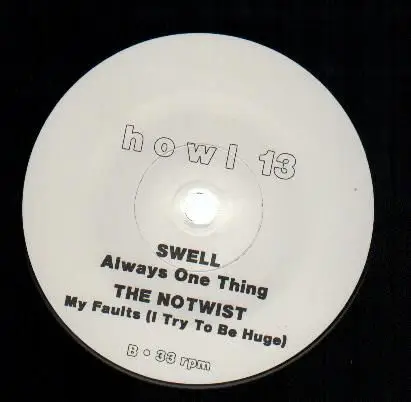 howl 13
SWELL
Always One Thing
THE NOTWIST
My Faults (I Try To Be Huge)
B • 33 rpm